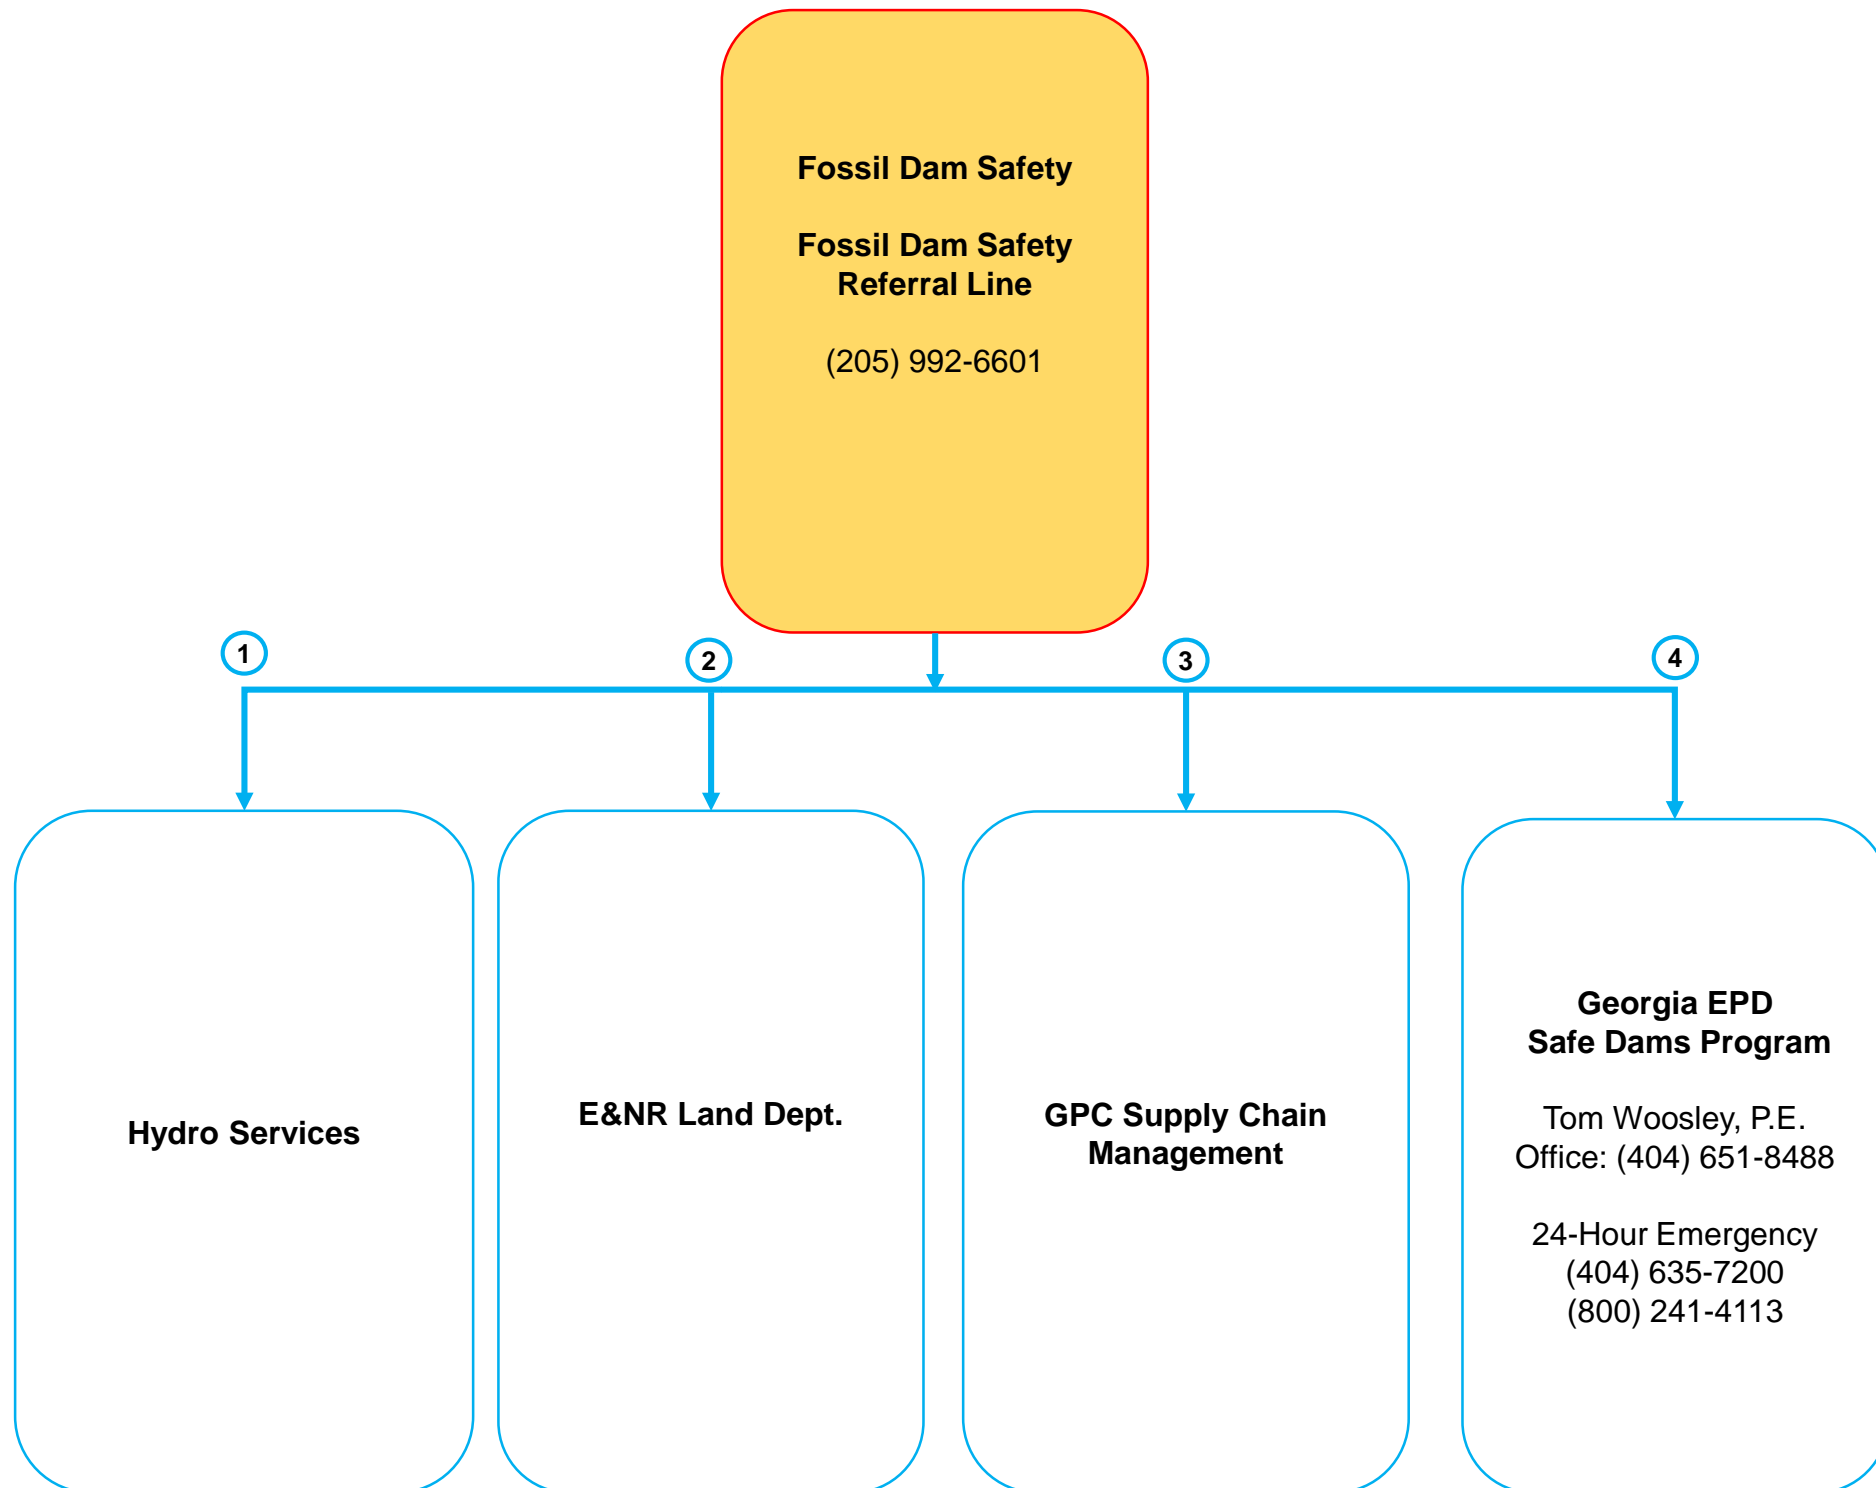 Fossil Dam Safety
Fossil Dam Safety
Referral Line
(205) 992-6601
1
2
3
4
Hydro Services
E&NR Land Dept.
GPC Supply Chain
Management
Georgia EPD
Safe Dams Program
Tom Woosley, P.E.
Office: (404) 651-8488
24-Hour Emergency
(404) 635-7200
(800) 241-4113